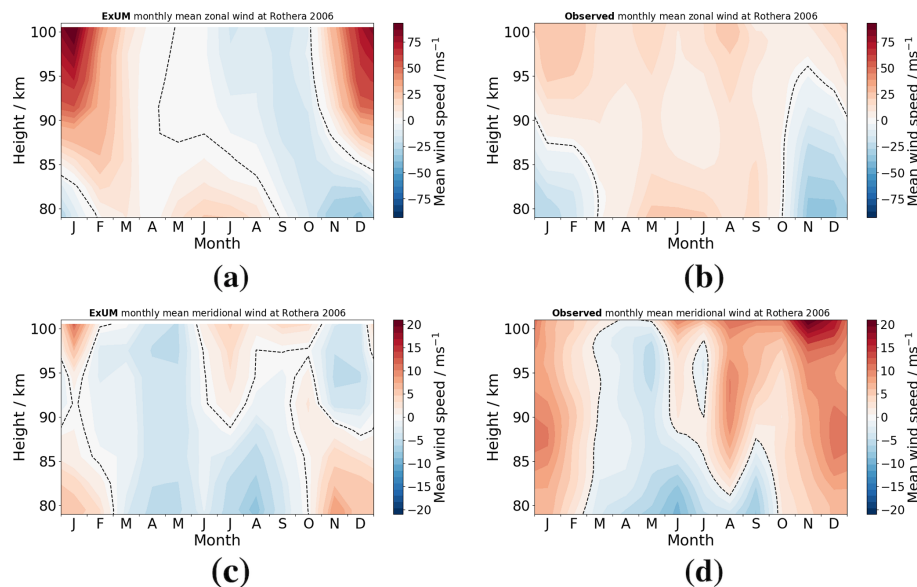 ExUM monthly mean zonal wind at Rothera 2006
100
95
90
85
80
Height / km
J F M A M J J A S O N D
Month
75
50
25
0
−25
−50
−75
Mean wind speed / ms⁻¹
(a)
Observed monthly mean zonal wind at Rothera 2006
100
95
90
85
80
Height / km
J F M A M J J A S O N D
Month
75
50
25
0
−25
−50
−75
Mean wind speed / ms⁻¹
(b)
ExUM monthly mean meridional wind at Rothera 2006
100
95
90
85
80
Height / km
J F M A M J J A S O N D
Month
20
15
10
5
0
−5
−10
−15
−20
Mean wind speed / ms⁻¹
(c)
Observed monthly mean meridional wind at Rothera 2006
100
95
90
85
80
Height / km
J F M A M J J A S O N D
Month
20
15
10
5
0
−5
−10
−15
−20
Mean wind speed / ms⁻¹
(d)